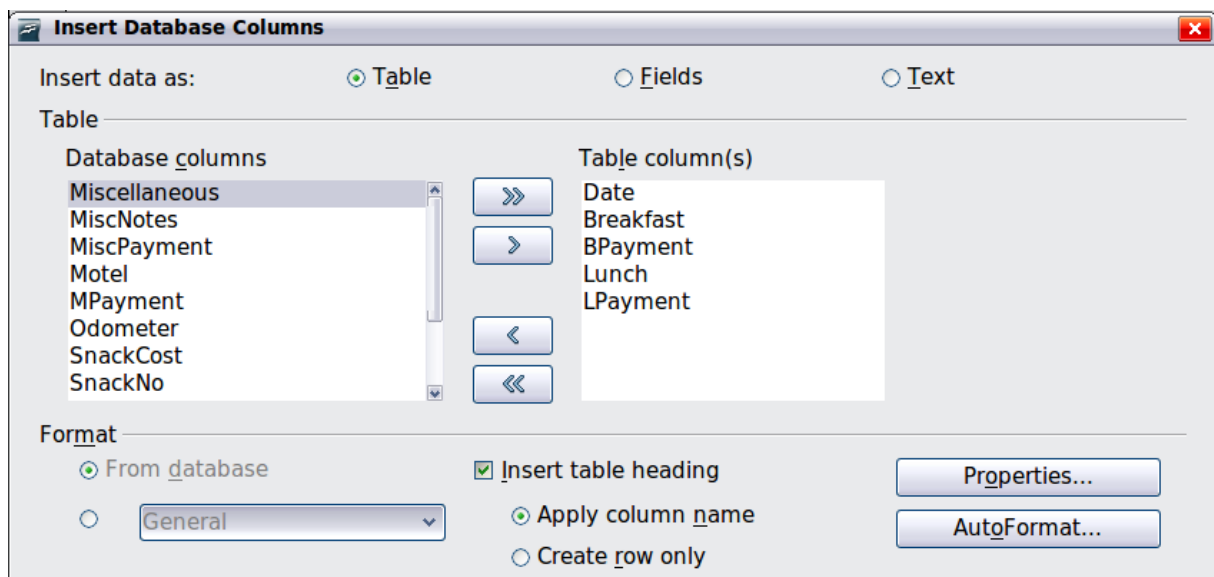 Insert Database Columns
Insert data as: Table Fields Text
Table
Database columns Table column(s)
Miscellaneous Date
MiscNotes Breakfast
MiscPayment BPayment
Motel Lunch
MPayment LPayment
Odometer
SnackCost
SnackNo
Format
From database Insert table heading Properties...
General Apply column name AutoFormat...
Create row only